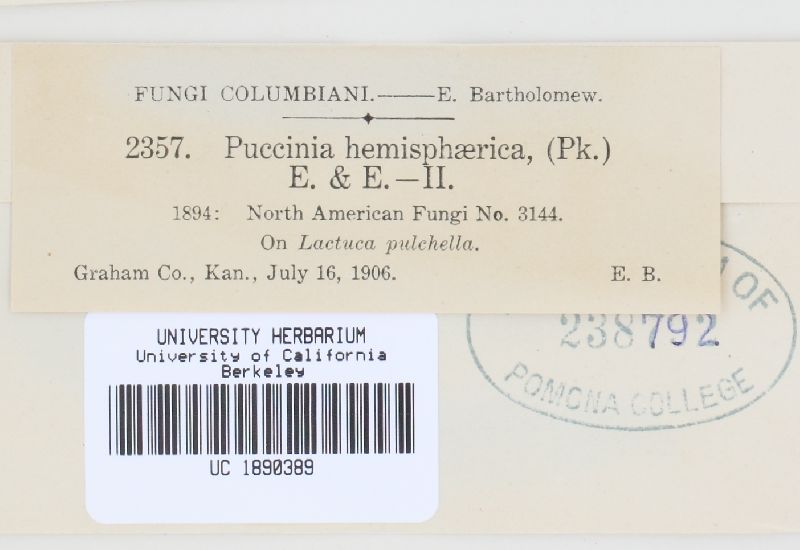 FUNGI COLUMBIANI.——E. Bartholomew.
2357. Puccinia hemisphærica, (Pk.)
E. & E.—II.
1894: North American Fungi No. 3144.
On Lactuca pulchella.
Graham Co., Kan., July 16, 1906. E. B.
OF
238792
POMONA COLLEGE
UNIVERSITY HERBARIUM
University of California
Berkeley
UC 1890389